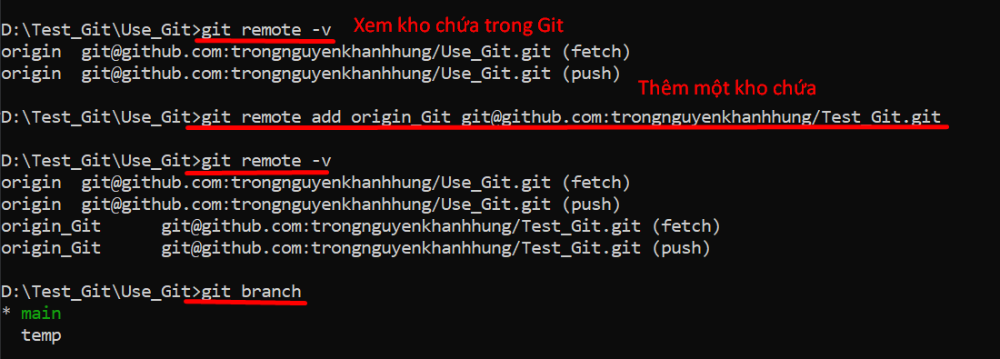 D:\Test_Git\Use_Git>git remote -v Xem kho chứa trong Git
origin  git@github.com:trongnguyenkhanhhung/Use_Git.git (fetch)
origin  git@github.com:trongnguyenkhanhhung/Use_Git.git (push)
Thêm một kho chứa
D:\Test_Git\Use_Git>git remote add origin_Git git@github.com:trongnguyenkhanhhung/Test_Git.git
D:\Test_Git\Use_Git>git remote -v
origin  git@github.com:trongnguyenkhanhhung/Use_Git.git (fetch)
origin  git@github.com:trongnguyenkhanhhung/Use_Git.git (push)
origin_Git      git@github.com:trongnguyenkhanhhung/Test_Git.git (fetch)
origin_Git      git@github.com:trongnguyenkhanhhung/Test_Git.git (push)
D:\Test_Git\Use_Git>git branch
* main
  temp